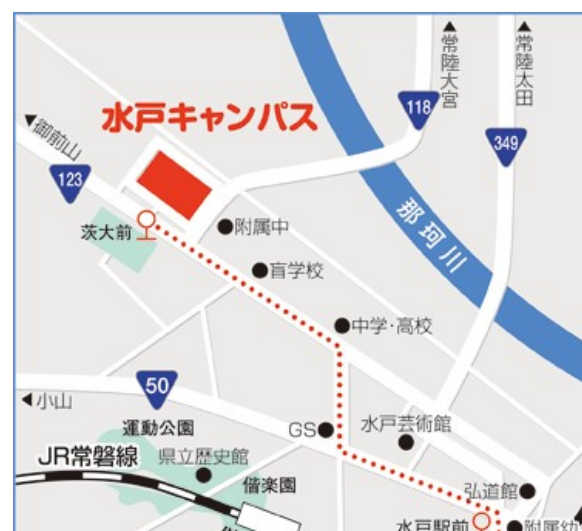 ▲常陸大宮
▲常陸太田
118
349
水戸キャンパス
◀御前山
123
那珂川
附属中
茨大前
盲学校
中学・高校
50
◀小山
運動公園
GS
水戸芸術館
JR常磐線
県立歴史館
偕楽園
弘道館
水戸駅前
附属幼